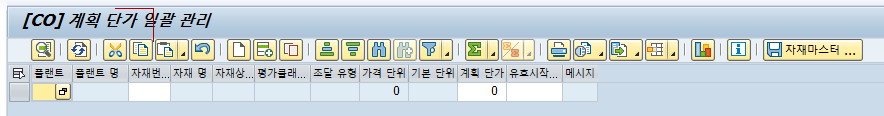 [CO] 계획 단가 일괄 관리
자재마스터 ...
플랜트 플랜트 명 자재번... 자재 명 자재상... 평가클래... 조달 유형 가격 단위 기본 단위 계획 단가 유효시작... 메시지
0 0